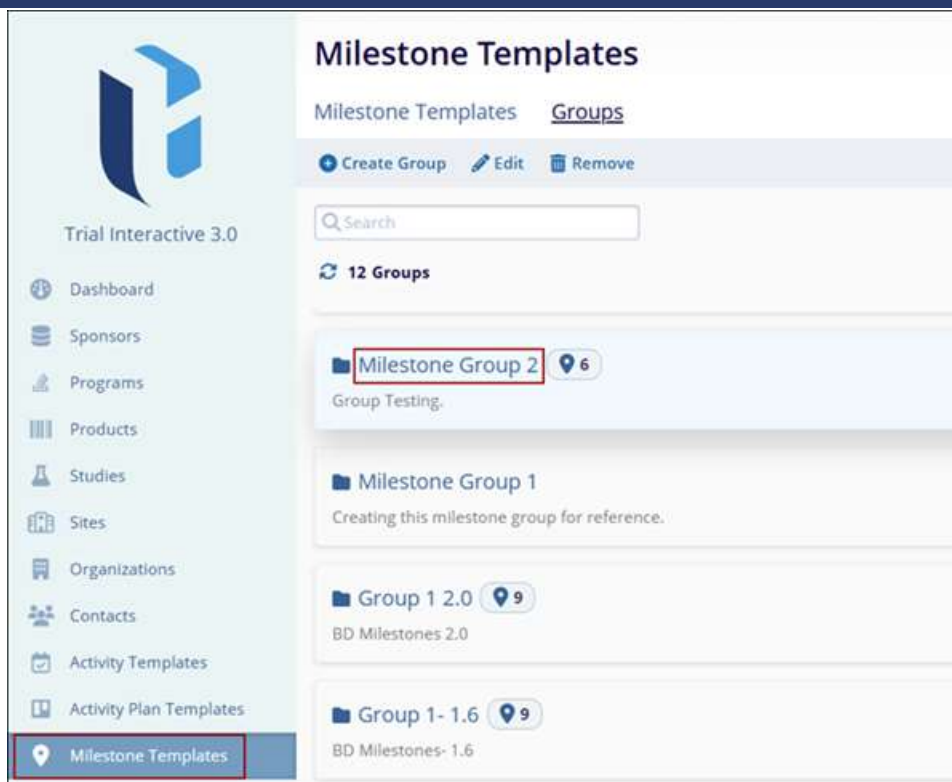 Trial Interactive 3.0
Dashboard
Sponsors
Programs
Products
Studies
Sites
Organizations
Contacts
Activity Templates
Activity Plan Templates
Milestone Templates
Milestone Templates
Milestone Templates Groups
Create Group Edit Remove
Search
12 Groups
Milestone Group 2 6
Group Testing.
Milestone Group 1
Creating this milestone group for reference.
Group 1 2.0 9
BD Milestones 2.0
Group 1- 1.6 9
BD Milestones- 1.6